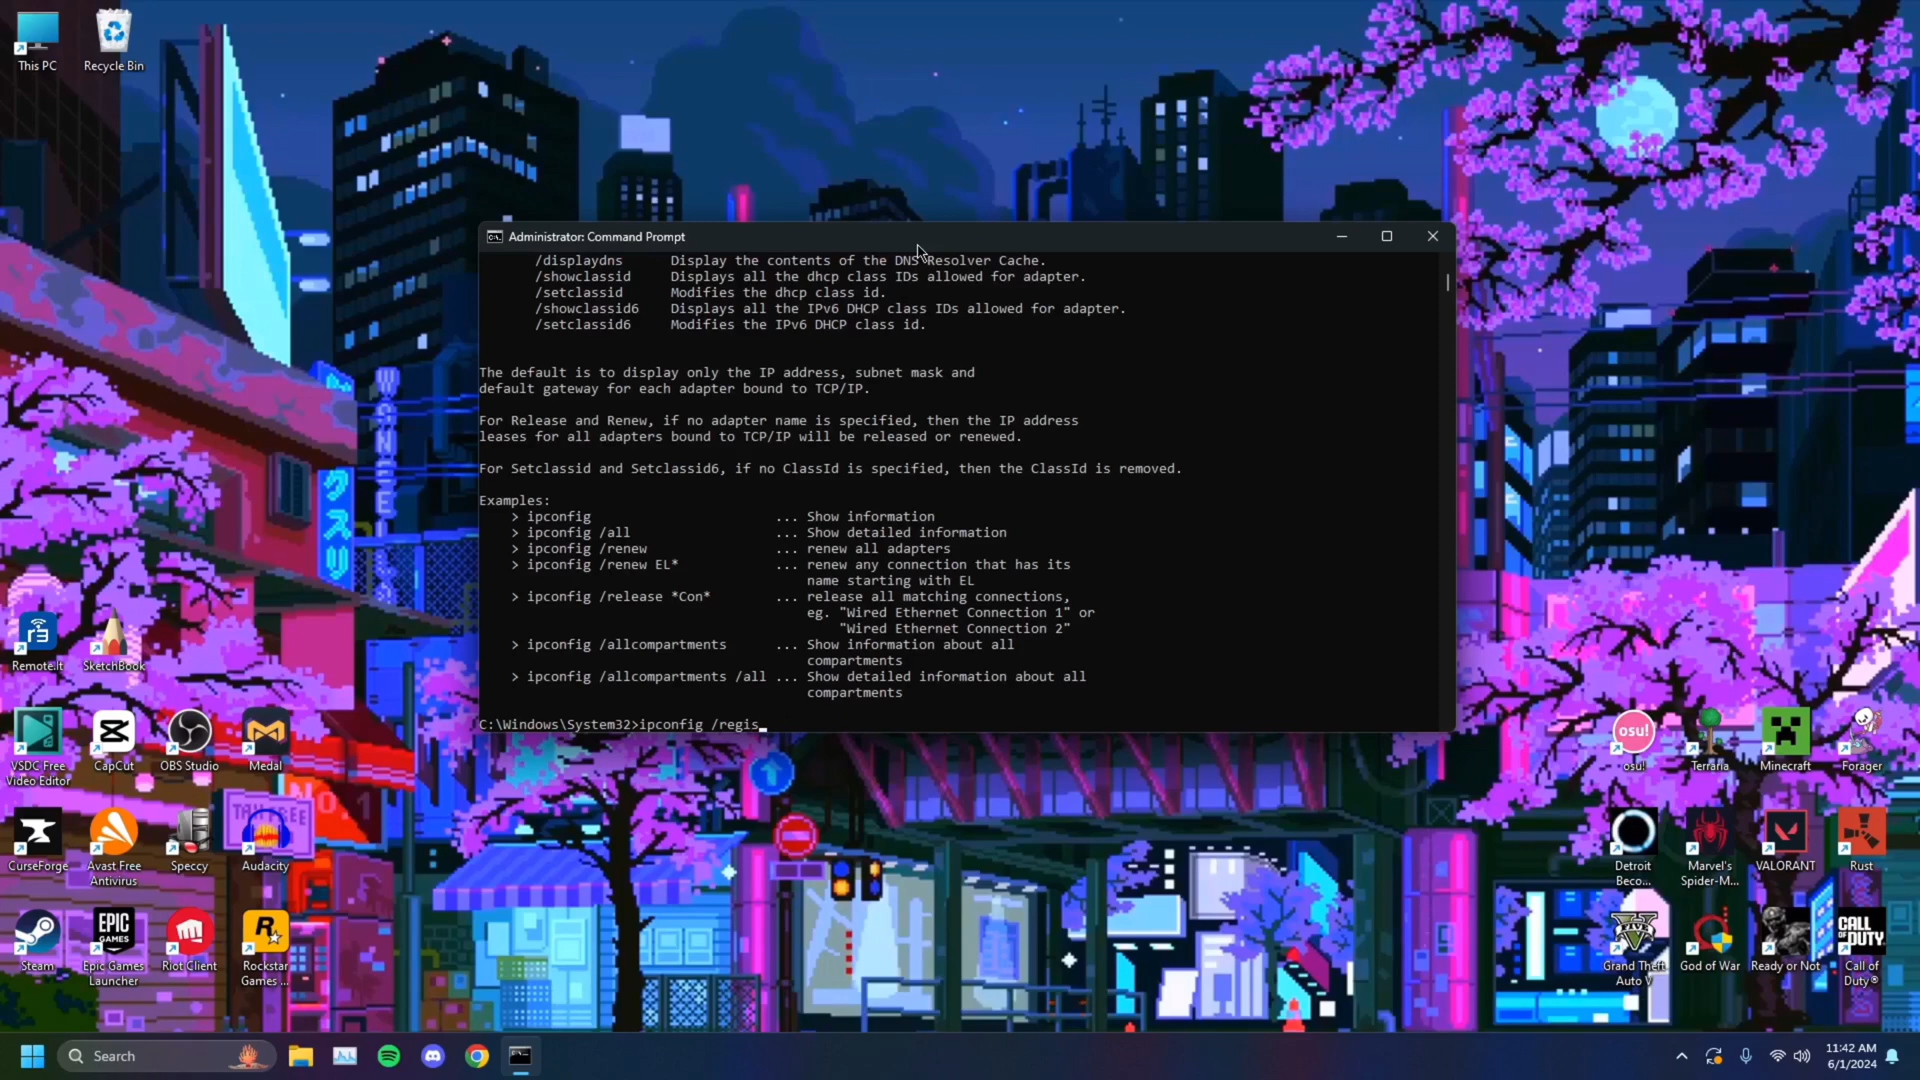 This PC
Recycle Bin
Administrator: Command Prompt
/displaydns Display the contents of the DNS Resolver Cache.
/showclassid Displays all the dhcp class IDs allowed for adapter.
/setclassid Modifies the dhcp class id.
/showclassid6 Displays all the IPv6 DHCP class IDs allowed for adapter.
/setclassid6 Modifies the IPv6 DHCP class id.
The default is to display only the IP address, subnet mask and
default gateway for each adapter bound to TCP/IP.
For Release and Renew, if no adapter name is specified, then the IP address
leases for all adapters bound to TCP/IP will be released or renewed.
For Setclassid and Setclassid6, if no ClassId is specified, then the ClassId is removed.
Examples:
> ipconfig ... Show information
> ipconfig /all ... Show detailed information
> ipconfig /renew ... renew all adapters
> ipconfig /renew EL* ... renew any connection that has its
name starting with EL
> ipconfig /release *Con* ... release all matching connections,
eg. "Wired Ethernet Connection 1" or
"Wired Ethernet Connection 2"
> ipconfig /allcompartments ... Show information about all
compartments
> ipconfig /allcompartments /all ... Show detailed information about all
compartments
C:\Windows\System32>ipconfig /regis_
クスリ
Remote.It
SketchBook
VSDC Free
Video Editor
CapCut
OBS Studio
Medal
NO.1
CurseForge
Avast Free
Antivirus
Speccy
Audacity
Steam
EPIC
GAMES
Epic Games
Launcher
Riot Client
Rockstar
Games ...
osu!
osu!
Terraria
Minecraft
Forager
Detroit
Beco...
Marvel's
Spider-M...
VALORANT
Rust
FIVE
Grand Theft
Auto V
God of War
Ready or Not
CALL OF
DUTY
Call of
Duty®
Search
11:42 AM
6/1/2024